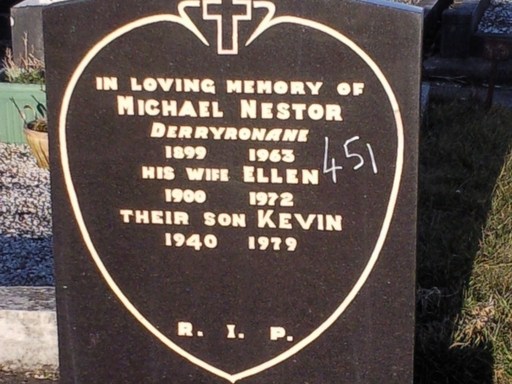 IN LOVING MEMORY OF
MICHAEL NESTOR
DERRYRONANE
1899 1963
HIS WIFE ELLEN
451
1900 1972
THEIR SON KEVIN
1940 1979
R. I. P.